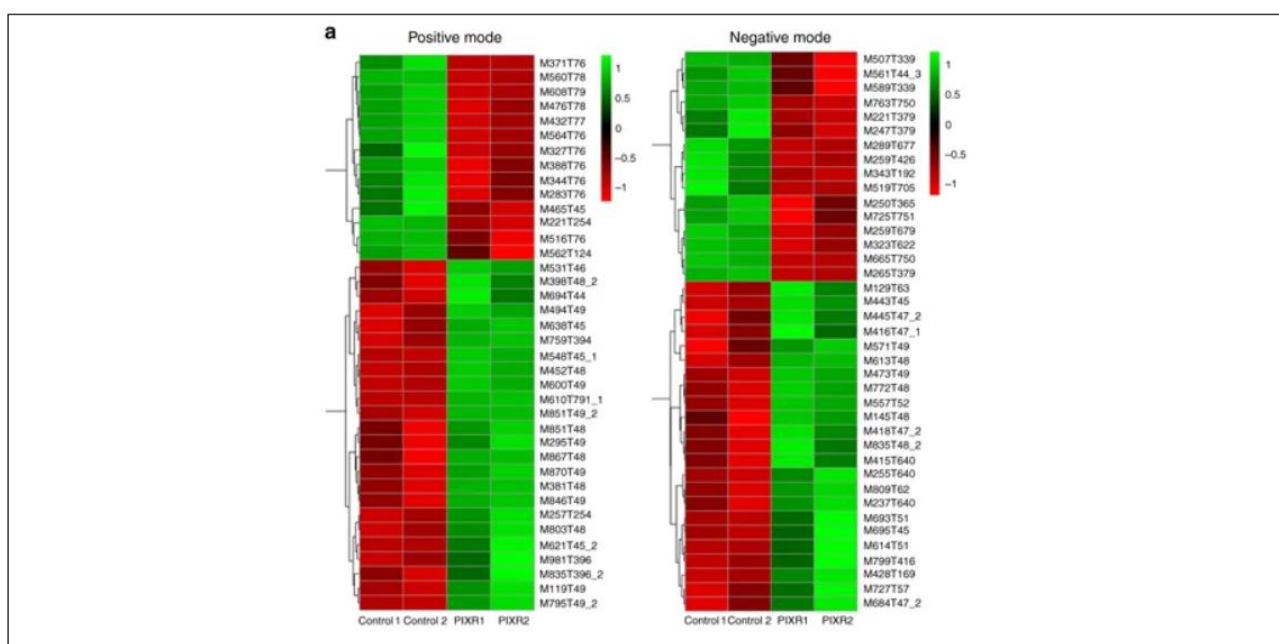 a
Positive mode
M371T76
M560T78
M608T79
M476T78
M432T77
M564T76
M327T76
M388T76
M344T76
M283T76
M465T45
M221T254
M516T76
M562T124
M531T46
M398T48_2
M694T44
M494T49
M638T45
M759T394
M548T45_1
M452T48
M600T49
M610T791_1
M851T49_2
M851T48
M295T49
M867T48
M870T49
M381T48
M846T49
M257T254
M803T48
M621T45_2
M981T396
M835T396_2
M119T49
M795T49_2
1
0.5
0
−0.5
−1
Control 1 Control 2 PIXR1 PIXR2
Negative mode
M507T339
M561T44_3
M589T339
M763T750
M221T379
M247T379
M289T677
M259T426
M343T192
M519T705
M250T365
M725T751
M259T679
M323T622
M665T750
M265T379
M129T63
M443T45
M445T47_2
M416T47_1
M571T49
M613T48
M473T49
M772T48
M557T52
M145T48
M418T47_2
M835T48_2
M415T640
M255T640
M809T62
M237T640
M693T51
M695T45
M614T51
M799T416
M428T169
M727T57
M684T47_2
1
0.5
0
−0.5
−1
Control 1 Control 2 PIXR1 PIXR2